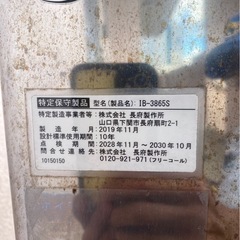 特定保守製品 型名(製品名): IB-3865S
特定製造事業者等: 株式会社 長府製作所
山口県下関市長府扇町2-1
製造年月: 2019年11月
設計標準使用期間: 10年
点検期間: 2028年11月 ～ 2030年10月
問合せ連絡先: 株式会社 長府製作所
0120-921-971 (フリーコール)
10150150